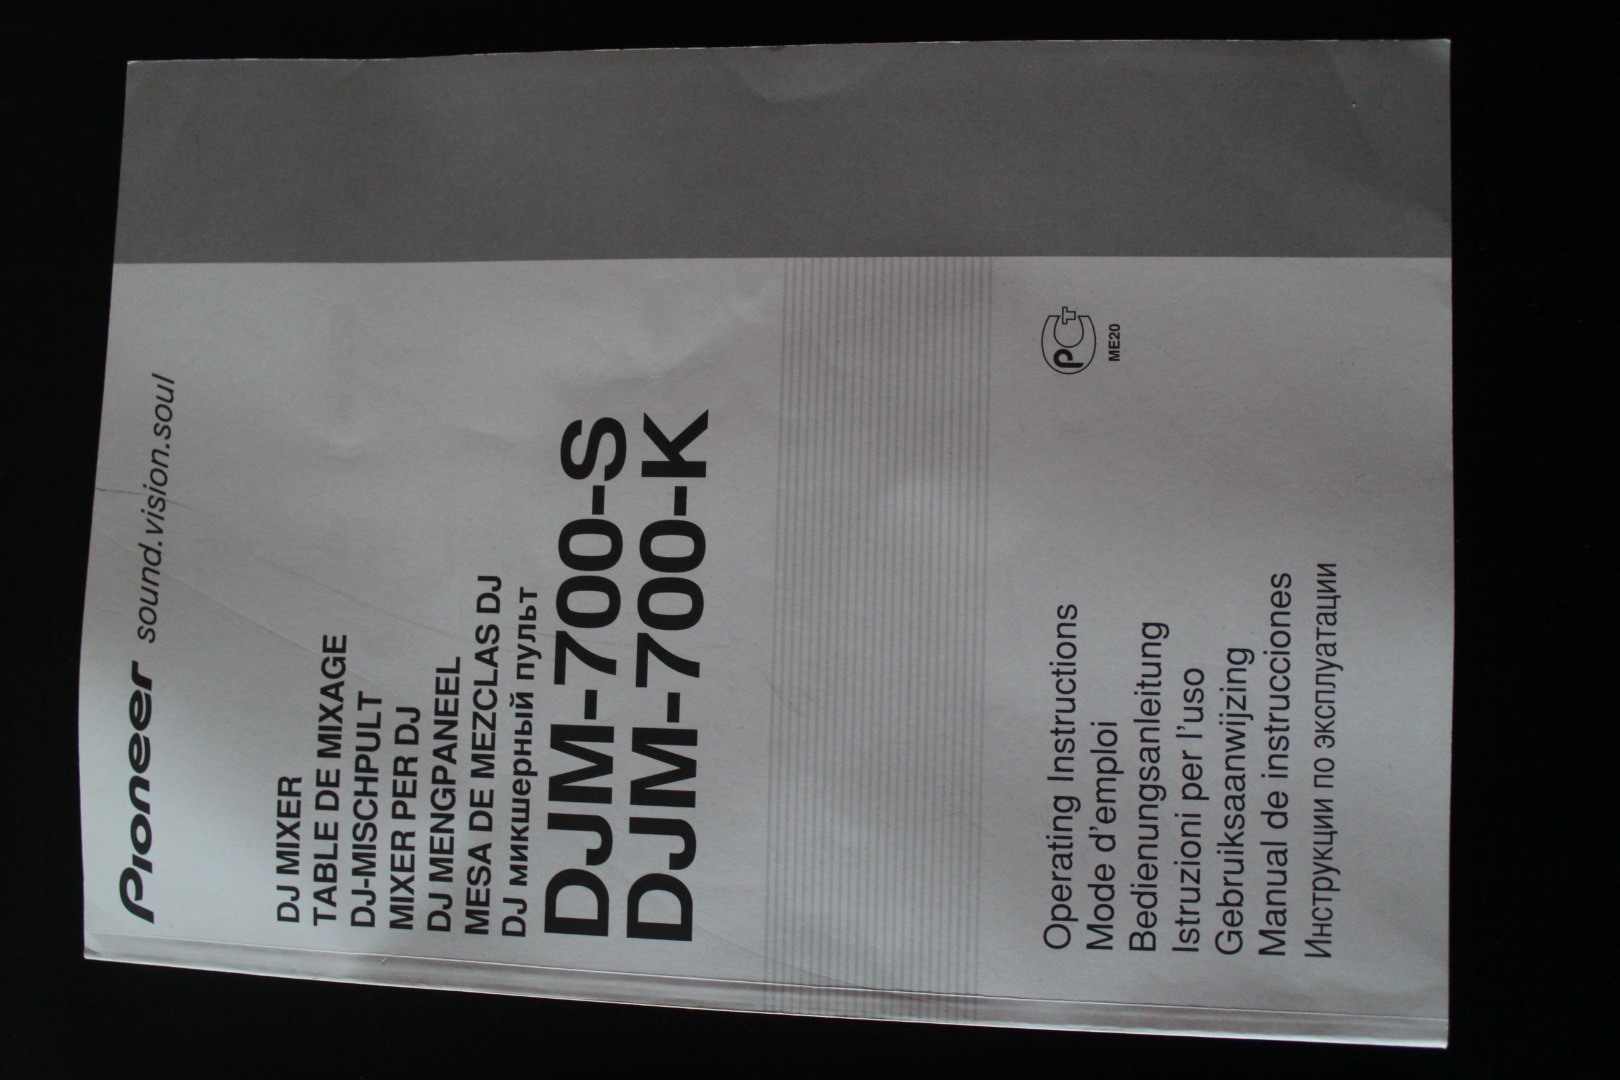 Pioneer sound.vision.soul
DJ MIXER
TABLE DE MIXAGE
DJ-MISCHPULT
MIXER PER DJ
DJ MENGPANEEL
MESA DE MEZCLAS DJ
DJ микшерный пульт
DJM-700-S
DJM-700-K
РСТ
ME20
Operating Instructions
Mode d'emploi
Bedienungsanleitung
Istruzioni per l'uso
Gebruiksaanwijzing
Manual de instrucciones
Инструкции по эксплуатации